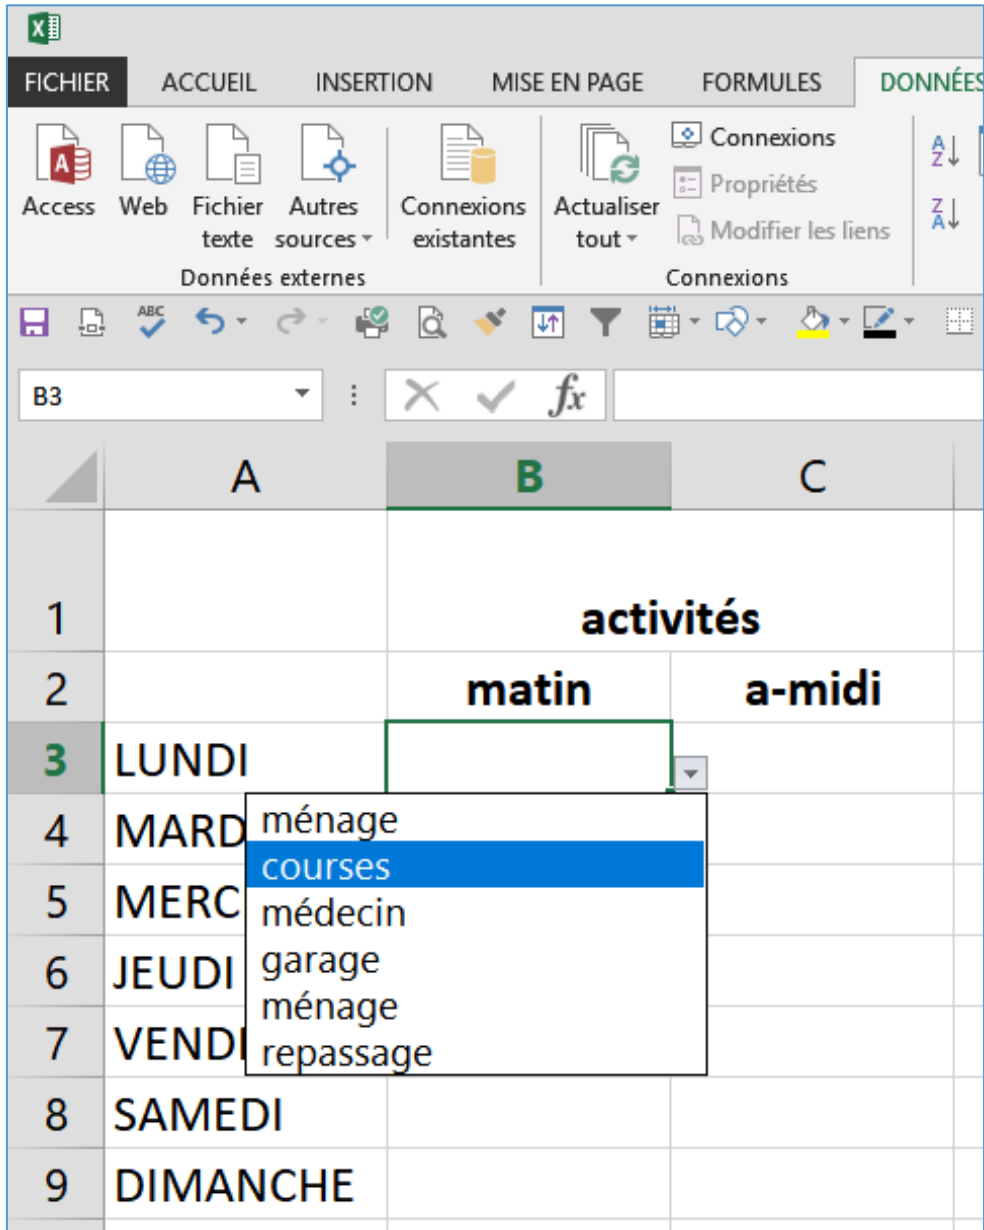 FICHIER ACCUEIL INSERTION MISE EN PAGE FORMULES DONNÉES
Access Web Fichier texte Autres sources Connexions existantes Actualiser tout Connexions
Propriétés
Modifier les liens
Données externes Connexions
ABC
B3 fx
A B C
1 activités
2 matin a-midi
3 LUNDI
4 MARD ménage
courses
5 MERC médecin
6 JEUDI garage
ménage
7 VENDI repassage
8 SAMEDI
9 DIMANCHE